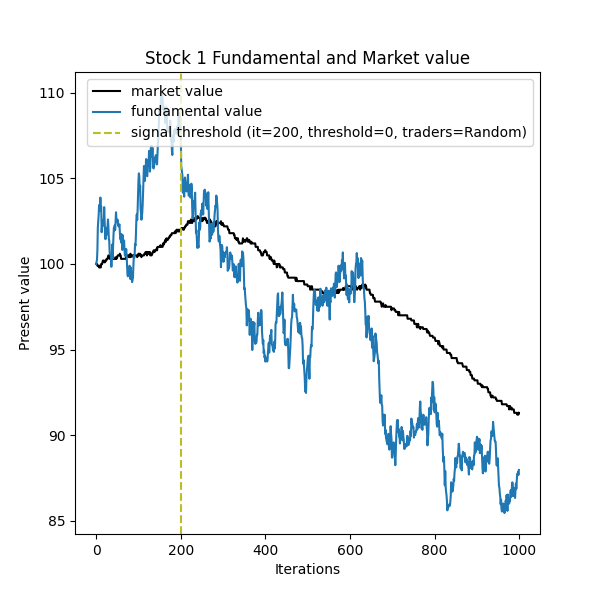 Stock 1 Fundamental and Market value
market value
fundamental value
signal threshold (it=200, threshold=0, traders=Random)
110
105
100
95
90
85
Present value
0 200 400 600 800 1000
Iterations